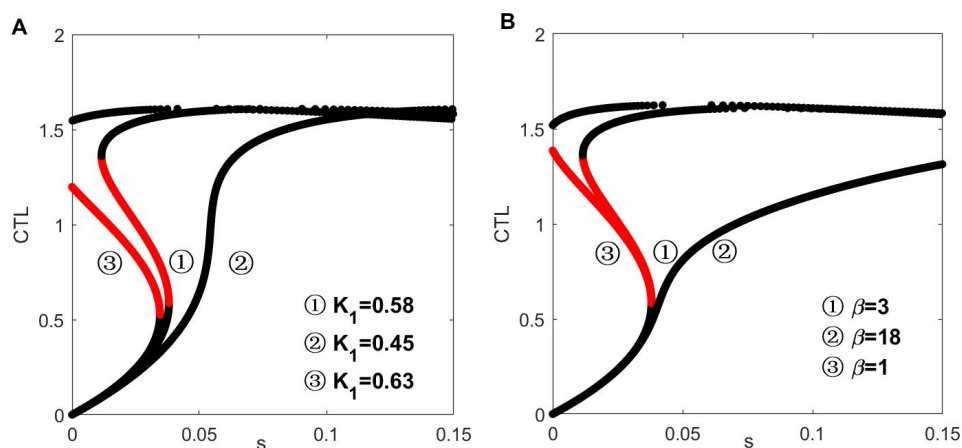 A
2
1.5
1
0.5
0
CTL
0
0.05
0.1
0.15
s
③
①
②
① K1=0.58
② K1=0.45
③ K1=0.63
B
2
1.5
1
0.5
0
CTL
0
0.05
0.1
0.15
s
③
①
②
① β=3
② β=18
③ β=1